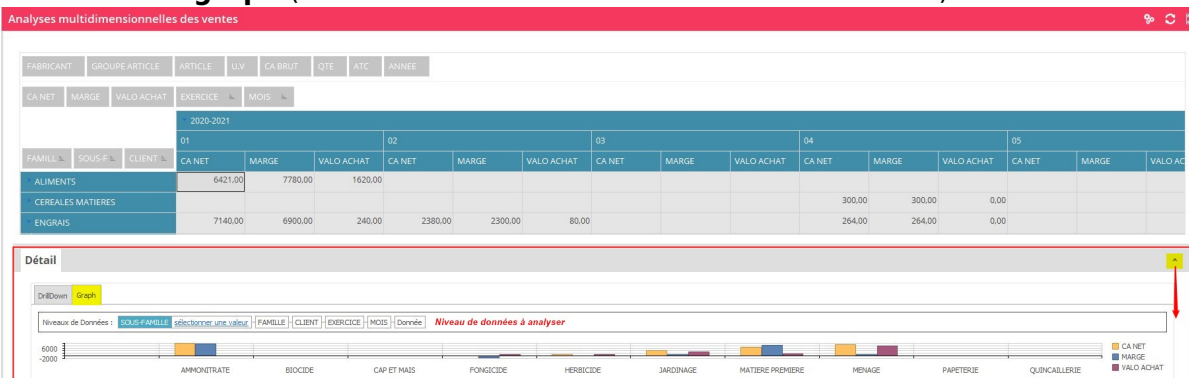 Analyses multidimensionnelles des ventes
FABRICANT GROUPE ARTICLE ARTICLE U.V CA BRUT QTE ATC ANNEE
CA NET MARGE VALO ACHAT EXERCICE MOIS
2020-2021
01 02 03 04 05
FAMILL SOUS-F CLIENT CA NET MARGE VALO ACHAT CA NET MARGE VALO ACHAT CA NET MARGE VALO ACHAT CA NET MARGE VALO ACHAT CA NET MARGE VALO AC
ALIMENTS 6421,00 7780,00 1620,00
CEREALES MATIERES 300,00 300,00 0,00
ENGRAIS 7140,00 6900,00 240,00 2380,00 2300,00 80,00 264,00 264,00 0,00
Détail
DrillDown Graph
Niveaux de Données : SOUS-FAMILLE sélectionner une valeur FAMILLE CLIENT EXERCICE MOIS Donnée Niveau de données à analyser
6000
-2000
CA NET
MARGE
VALO ACHAT
AMMONITRATE BIOCIDE CAP ET MAIS FONGICIDE HERBICIDE JARDINAGE MATIERE PREMIERE MENAGE PAPETERIE QUINCAILLERIE